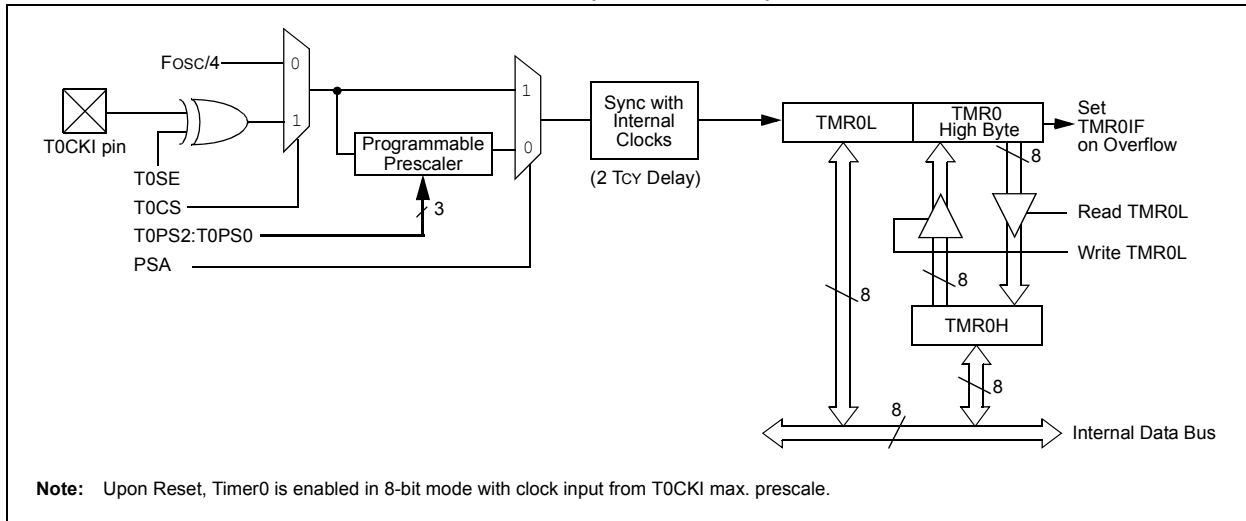 Fosc/4
0
1
T0CKI pin
T0SE
T0CS
T0PS2:T0PS0
PSA
Programmable
Prescaler
3
1
0
Sync with
Internal
Clocks
(2 TCY Delay)
TMR0L
TMR0
High Byte
Set
TMR0IF
on Overflow
8
Read TMR0L
Write TMR0L
8
8
TMR0H
8
8
Internal Data Bus
Note: Upon Reset, Timer0 is enabled in 8-bit mode with clock input from T0CKI max. prescale.